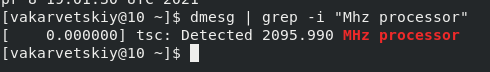 [vakarvetskiy@10 ~]$ dmesg | grep -i "Mhz processor"
[    0.000000] tsc: Detected 2095.990 MHz processor
[vakarvetskiy@10 ~]$